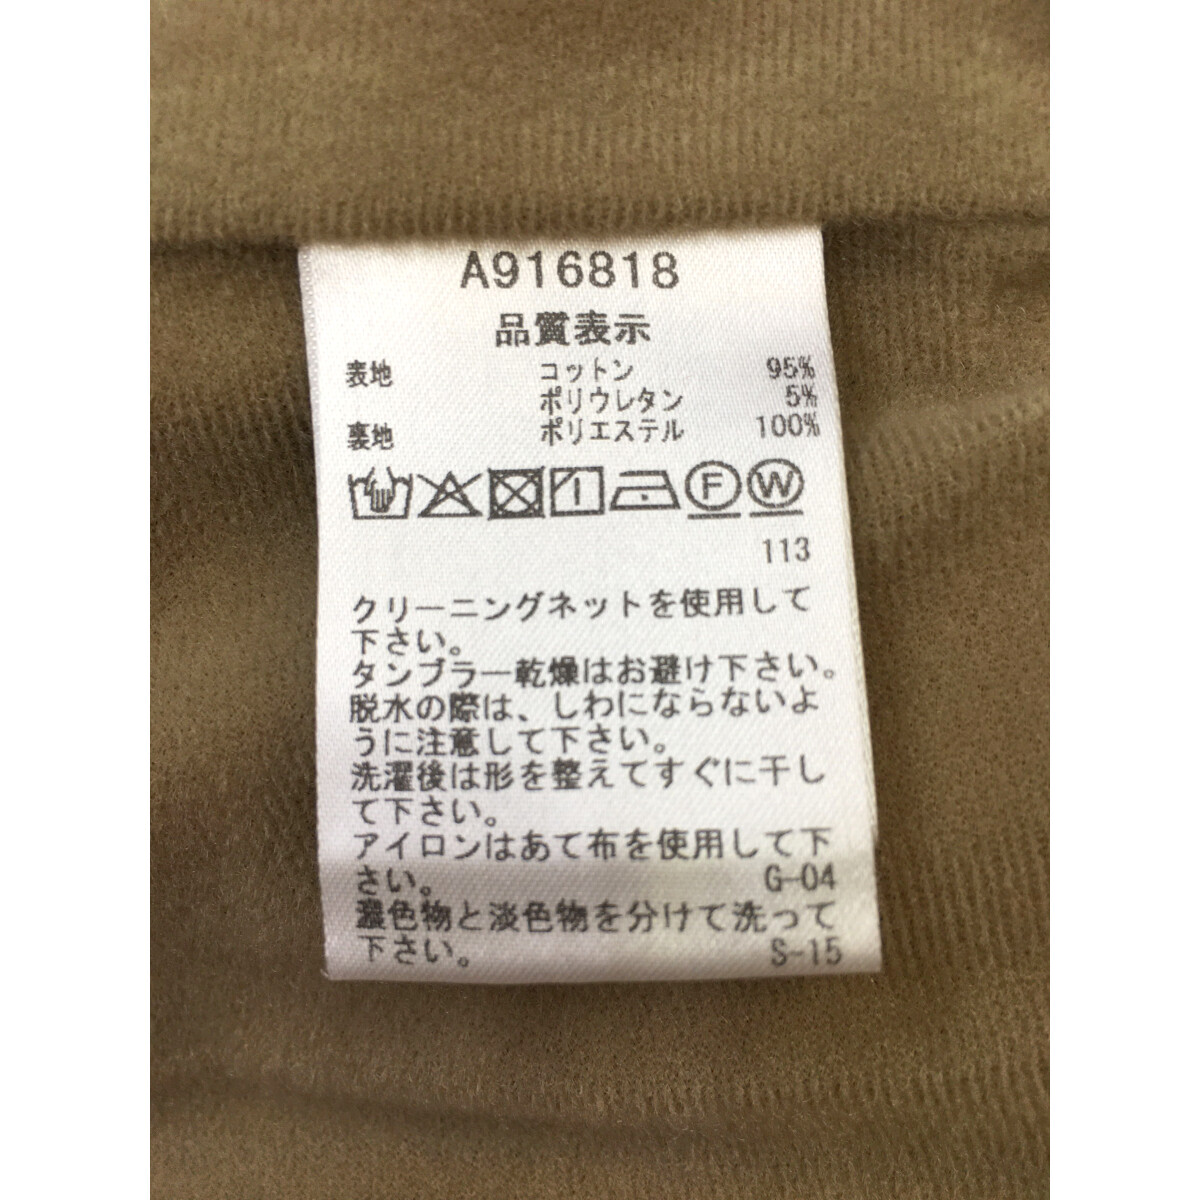 A916818
品質表示
表地 コットン 95%
ポリウレタン 5%
裏地 ポリエステル 100%
F W
113
クリーニングネットを使用して
下さい。
タンブラー乾燥はお避け下さい。
脱水の際は、しわにならないよ
うに注意して下さい。
洗濯後は形を整えてすぐに干し
て下さい。
アイロンはあて布を使用して下
さい。 G-04
濃色物と淡色物を分けて洗って
下さい。 S-15